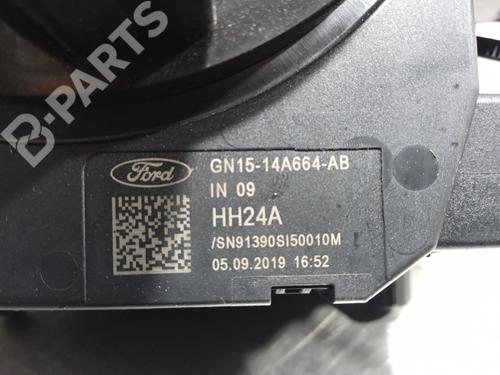 B-PARTS
Ford
GN15-14A664-AB
IN 09
HH24A
/SN91390SI50010M
05.09.2019 16:52